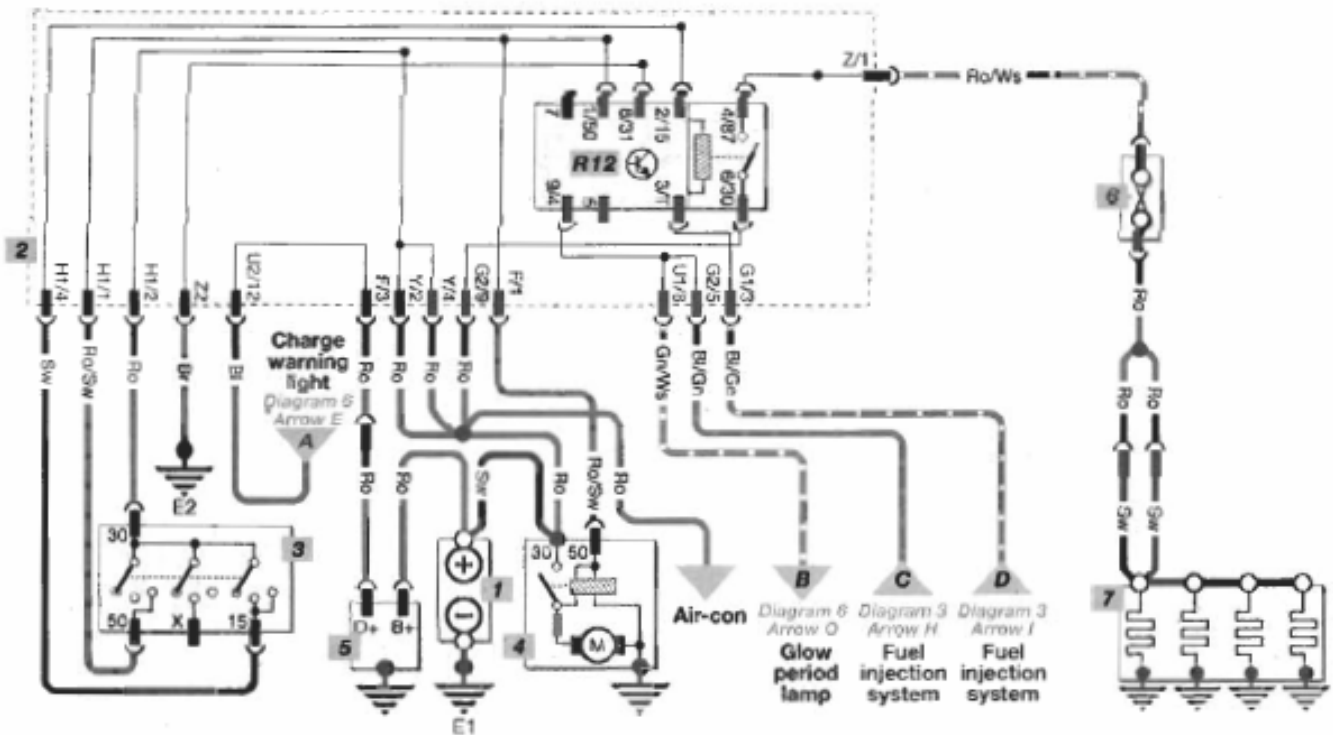 Z/1
Ro/Ws
7
1/50
8/31
2/15
4/87
R12
9/4
5
3/T
6/30
6
2
H1/4
H1/1
H1/2
Z2
U2/12
F/3
Y/2
Y/4
G2/9
F/1
U1/8
G2/5
G1/3
Sw
Ro/Sw
Ro
Br
Bl
Charge
warning
light
Diagram 6
Arrow E
A
Ro
Ro
Ro
Ro
Gn/Ws
Bl/Gn
Bl/Ge
Ro
Ro
Ro
E2
Ro
Ro
Sw
Ro
Ro/Sw
Ro
Sw
Sw
30
3
50
X
15
D+
B+
5
+
−
1
E1
30
50
M
4
Air-con
B
Diagram 6
Arrow O
Glow
period
lamp
C
Diagram 3
Arrow H
Fuel
injection
system
D
Diagram 3
Arrow I
Fuel
injection
system
7